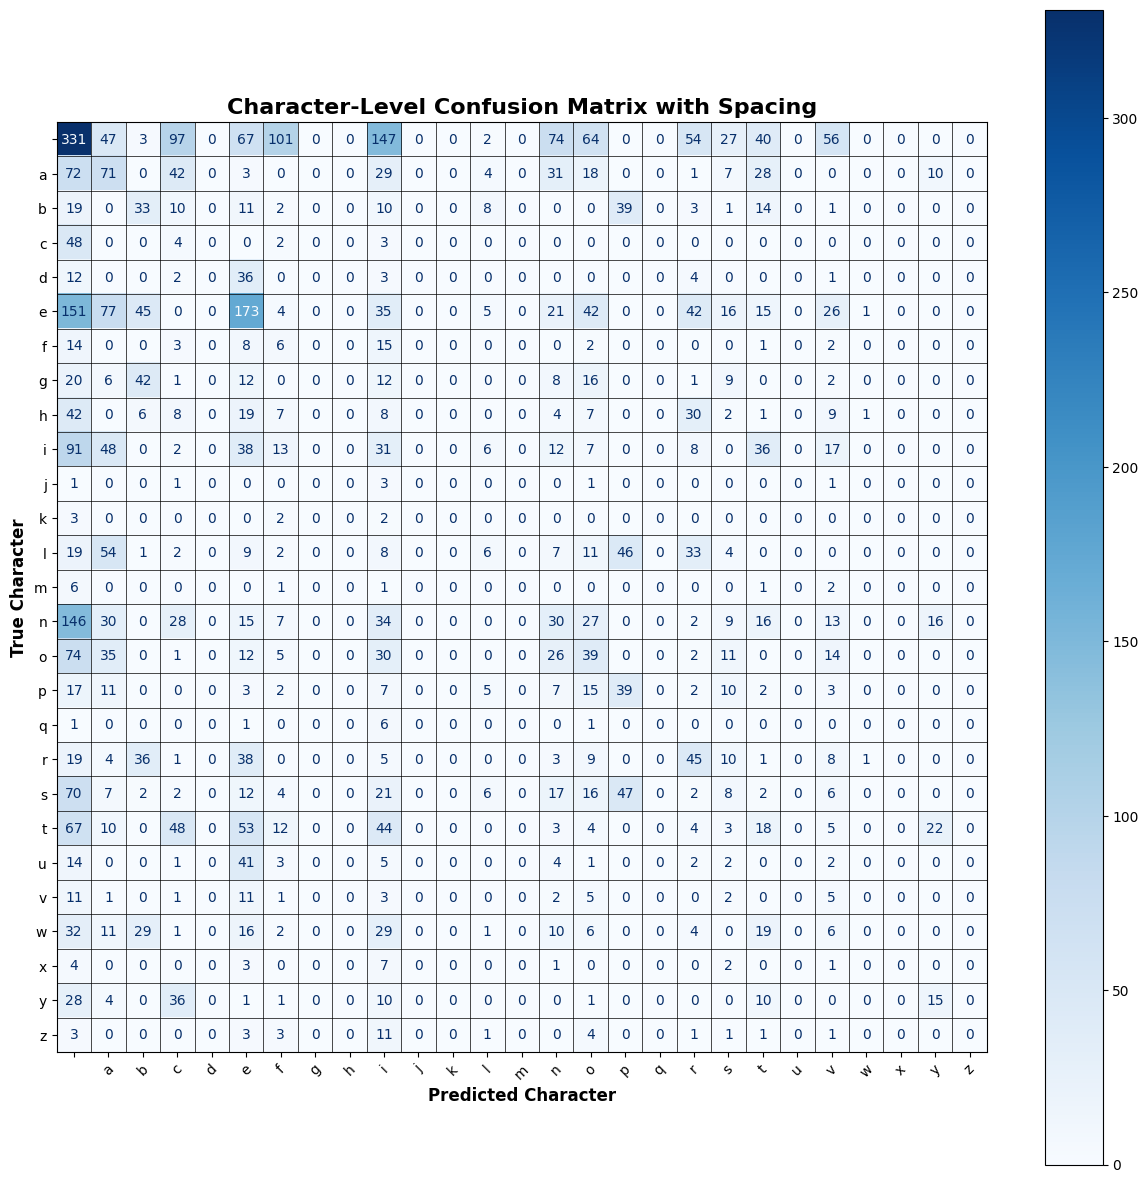 Character-Level Confusion Matrix with Spacing
331 47 3 97 0 67 101 0 0 147 0 0 2 0 74 64 0 0 54 27 40 0 56 0 0 0 0
a 72 71 0 42 0 3 0 0 0 29 0 0 4 0 31 18 0 0 1 7 28 0 0 0 0 10 0
b 19 0 33 10 0 11 2 0 0 10 0 0 8 0 0 0 39 0 3 1 14 0 1 0 0 0 0
c 48 0 0 4 0 0 2 0 0 3 0 0 0 0 0 0 0 0 0 0 0 0 0 0 0 0 0
d 12 0 0 2 0 36 0 0 0 3 0 0 0 0 0 0 0 0 4 0 0 0 1 0 0 0 0
e 151 77 45 0 0 173 4 0 0 35 0 0 5 0 21 42 0 0 42 16 15 0 26 1 0 0 0
f 14 0 0 3 0 8 6 0 0 15 0 0 0 0 0 2 0 0 0 0 1 0 2 0 0 0 0
g 20 6 42 1 0 12 0 0 0 12 0 0 0 0 8 16 0 0 1 9 0 0 2 0 0 0 0
h 42 0 6 8 0 19 7 0 0 8 0 0 0 0 4 7 0 0 30 2 1 0 9 1 0 0 0
i 91 48 0 2 0 38 13 0 0 31 0 0 6 0 12 7 0 0 8 0 36 0 17 0 0 0 0
j 1 0 0 1 0 0 0 0 0 3 0 0 0 0 0 1 0 0 0 0 0 0 1 0 0 0 0
k 3 0 0 0 0 0 2 0 0 2 0 0 0 0 0 0 0 0 0 0 0 0 0 0 0 0 0
l 19 54 1 2 0 9 2 0 0 8 0 0 6 0 7 11 46 0 33 4 0 0 0 0 0 0 0
m 6 0 0 0 0 0 1 0 0 1 0 0 0 0 0 0 0 0 0 0 1 0 2 0 0 0 0
n 146 30 0 28 0 15 7 0 0 34 0 0 0 0 30 27 0 0 2 9 16 0 13 0 0 16 0
o 74 35 0 1 0 12 5 0 0 30 0 0 0 0 26 39 0 0 2 11 0 0 14 0 0 0 0
p 17 11 0 0 0 3 2 0 0 7 0 0 5 0 7 15 39 0 2 10 2 0 3 0 0 0 0
q 1 0 0 0 0 1 0 0 0 6 0 0 0 0 0 1 0 0 0 0 0 0 0 0 0 0 0
r 19 4 36 1 0 38 0 0 0 5 0 0 0 0 3 9 0 0 45 10 1 0 8 1 0 0 0
s 70 7 2 2 0 12 4 0 0 21 0 0 6 0 17 16 47 0 2 8 2 0 6 0 0 0 0
t 67 10 0 48 0 53 12 0 0 44 0 0 0 0 3 4 0 0 4 3 18 0 5 0 0 22 0
u 14 0 0 1 0 41 3 0 0 5 0 0 0 0 4 1 0 0 2 2 0 0 2 0 0 0 0
v 11 1 0 1 0 11 1 0 0 3 0 0 0 0 2 5 0 0 0 2 0 0 5 0 0 0 0
w 32 11 29 1 0 16 2 0 0 29 0 0 1 0 10 6 0 0 4 0 19 0 6 0 0 0 0
x 4 0 0 0 0 3 0 0 0 7 0 0 0 0 1 0 0 0 0 2 0 0 1 0 0 0 0
y 28 4 0 36 0 1 1 0 0 10 0 0 0 0 0 1 0 0 0 0 10 0 0 0 0 15 0
z 3 0 0 0 0 3 3 0 0 11 0 0 1 0 0 4 0 0 1 1 1 0 1 0 0 0 0
a b c d e f g h i j k l m n o p q r s t u v w x y z
Predicted Character
True Character
300
250
200
150
100
50
0